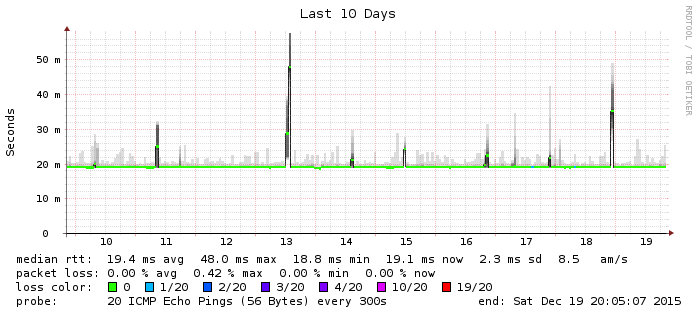 Last 10 Days
RRDTOOL / TOBI OETIKER
Seconds
50 m
40 m
30 m
20 m
10 m
0
10 11 12 13 14 15 16 17 18 19
median rtt: 19.4 ms avg 48.0 ms max 18.8 ms min 19.1 ms now 2.3 ms sd 8.5 am/s
packet loss: 0.00 % avg 0.42 % max 0.00 % min 0.00 % now
loss color: 0 1/20 2/20 3/20 4/20 10/20 19/20
probe: 20 ICMP Echo Pings (56 Bytes) every 300s end: Sat Dec 19 20:05:07 2015